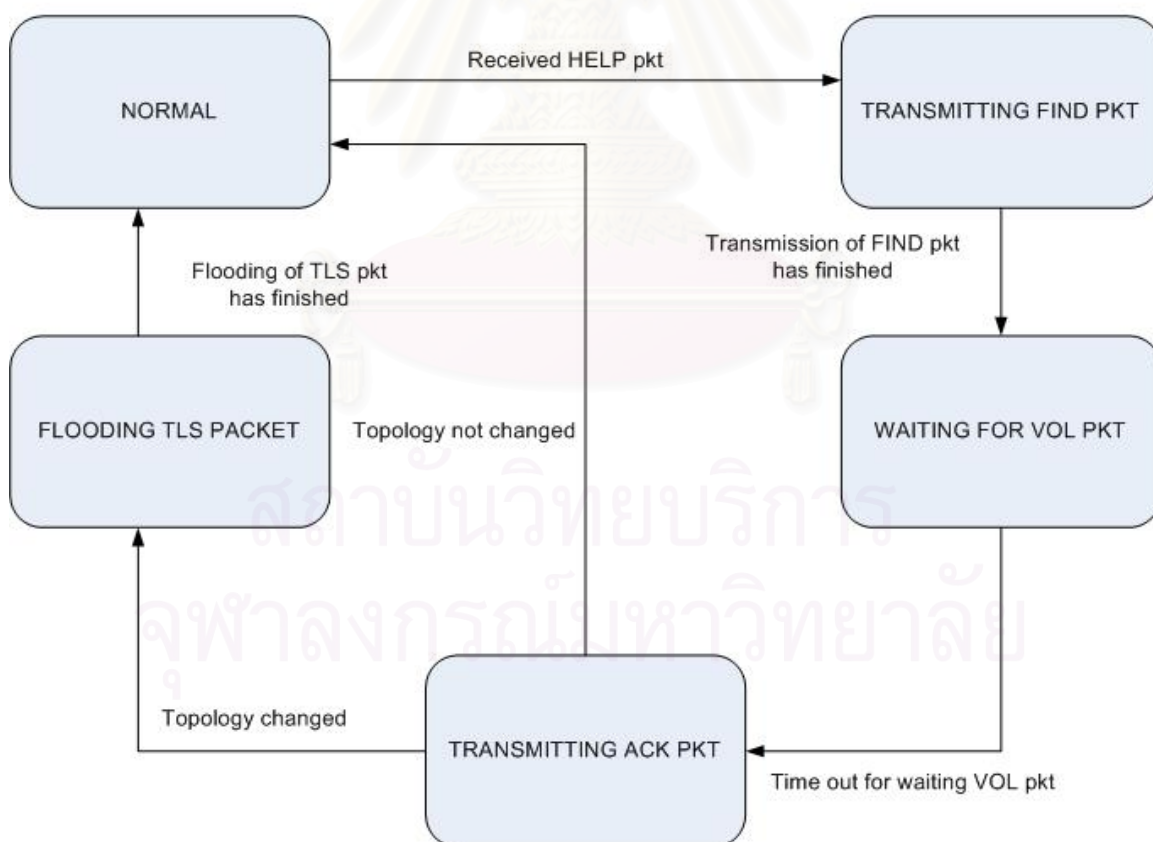 Received HELP pkt
NORMAL
TRANSMITTING FIND PKT
Transmission of FIND pkt
has finished
Flooding of TLS pkt
has finished
FLOODING TLS PACKET
Topology not changed
WAITING FOR VOL PKT
สถาบันวิทยบริการ
จุฬาลงกรณ์มหาวิทยาลัย
Topology changed
TRANSMITTING ACK PKT
Time out for waiting VOL pkt